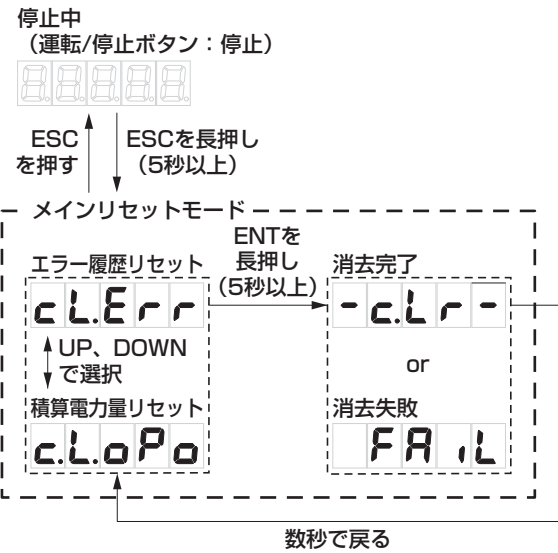 停止中
（運転/停止ボタン：停止）
ESC
を押す
ESCを長押し
（5秒以上）
メインリセットモード
ENTを
長押し
（5秒以上）
エラー履歴リセット
cL.Err
消去完了
-c.Lr-
UP、DOWN
で選択
or
積算電力量リセット
c.L.oPo
消去失敗
FAiL
数秒で戻る